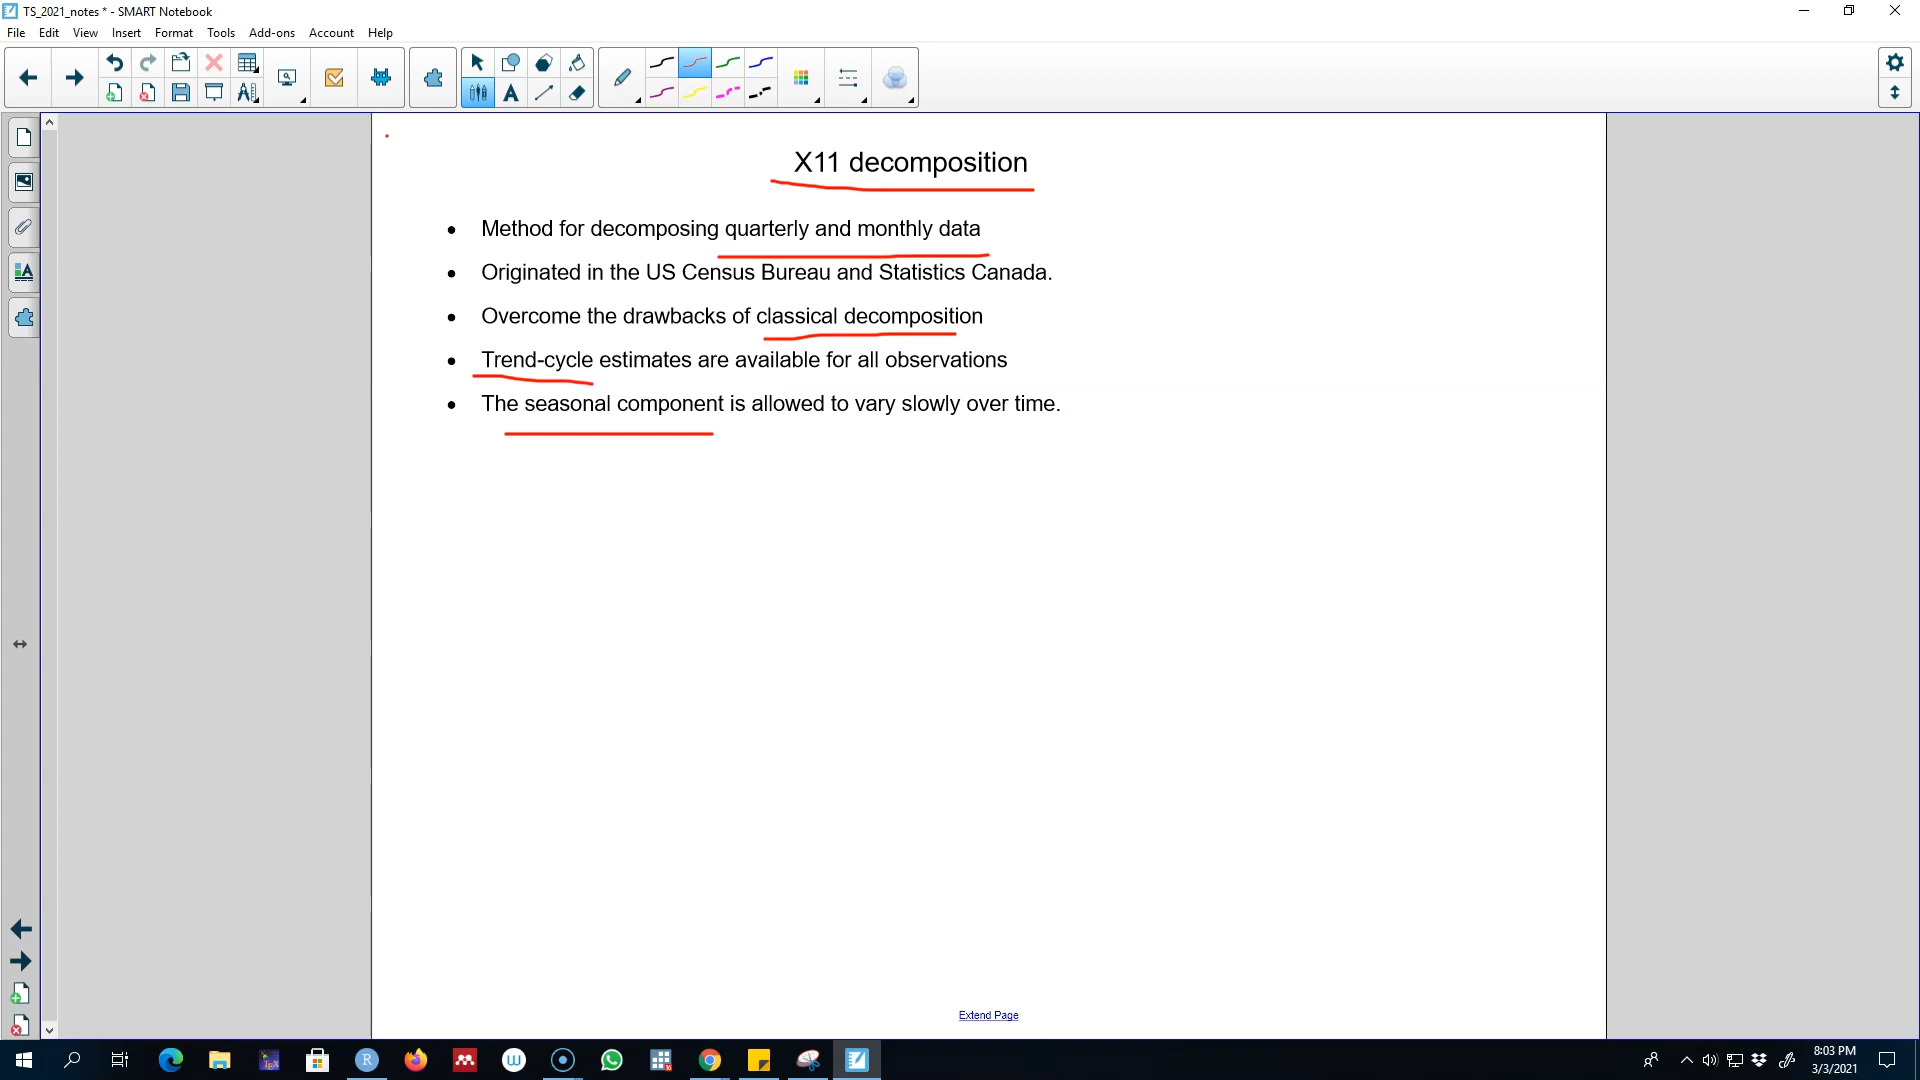 TS_2021_notes * - SMART Notebook
File Edit View Insert Format Tools Add-ons Account Help
X11 decomposition
• Method for decomposing quarterly and monthly data
• Originated in the US Census Bureau and Statistics Canada.
• Overcome the drawbacks of classical decomposition
• Trend-cycle estimates are available for all observations
• The seasonal component is allowed to vary slowly over time.
Extend Page
8:03 PM
3/3/2021